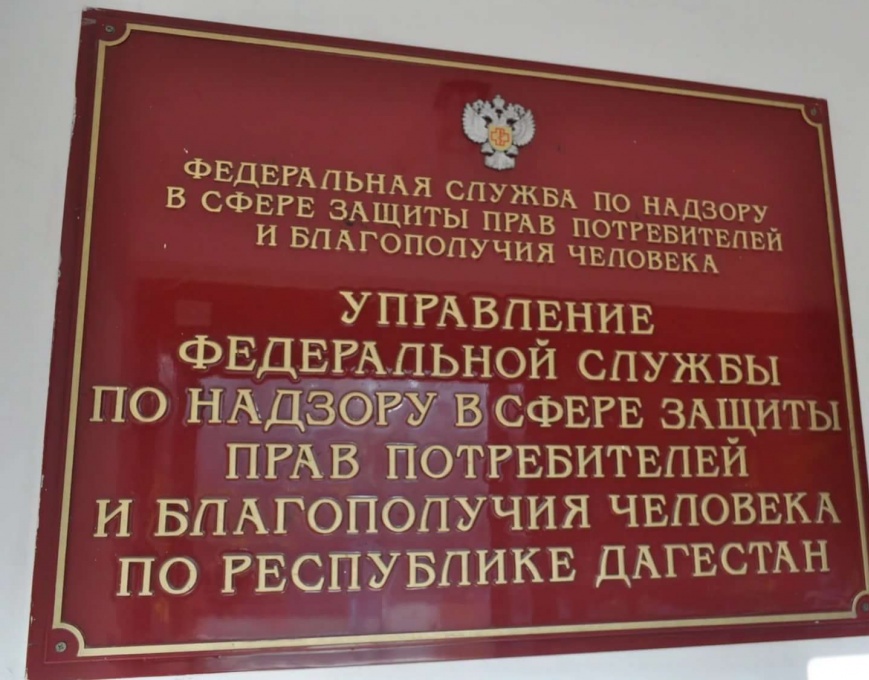 ФЕДЕРАЛЬНАЯ СЛУЖБА ПО НАДЗОРУ
В СФЕРЕ ЗАЩИТЫ ПРАВ ПОТРЕБИТЕЛЕЙ
И БЛАГОПОЛУЧИЯ ЧЕЛОВЕКА
УПРАВЛЕНИЕ
ФЕДЕРАЛЬНОЙ СЛУЖБЫ
ПО НАДЗОРУ В СФЕРЕ ЗАЩИТЫ
ПРАВ ПОТРЕБИТЕЛЕЙ
И БЛАГОПОЛУЧИЯ ЧЕЛОВЕКА
ПО РЕСПУБЛИКЕ ДАГЕСТАН